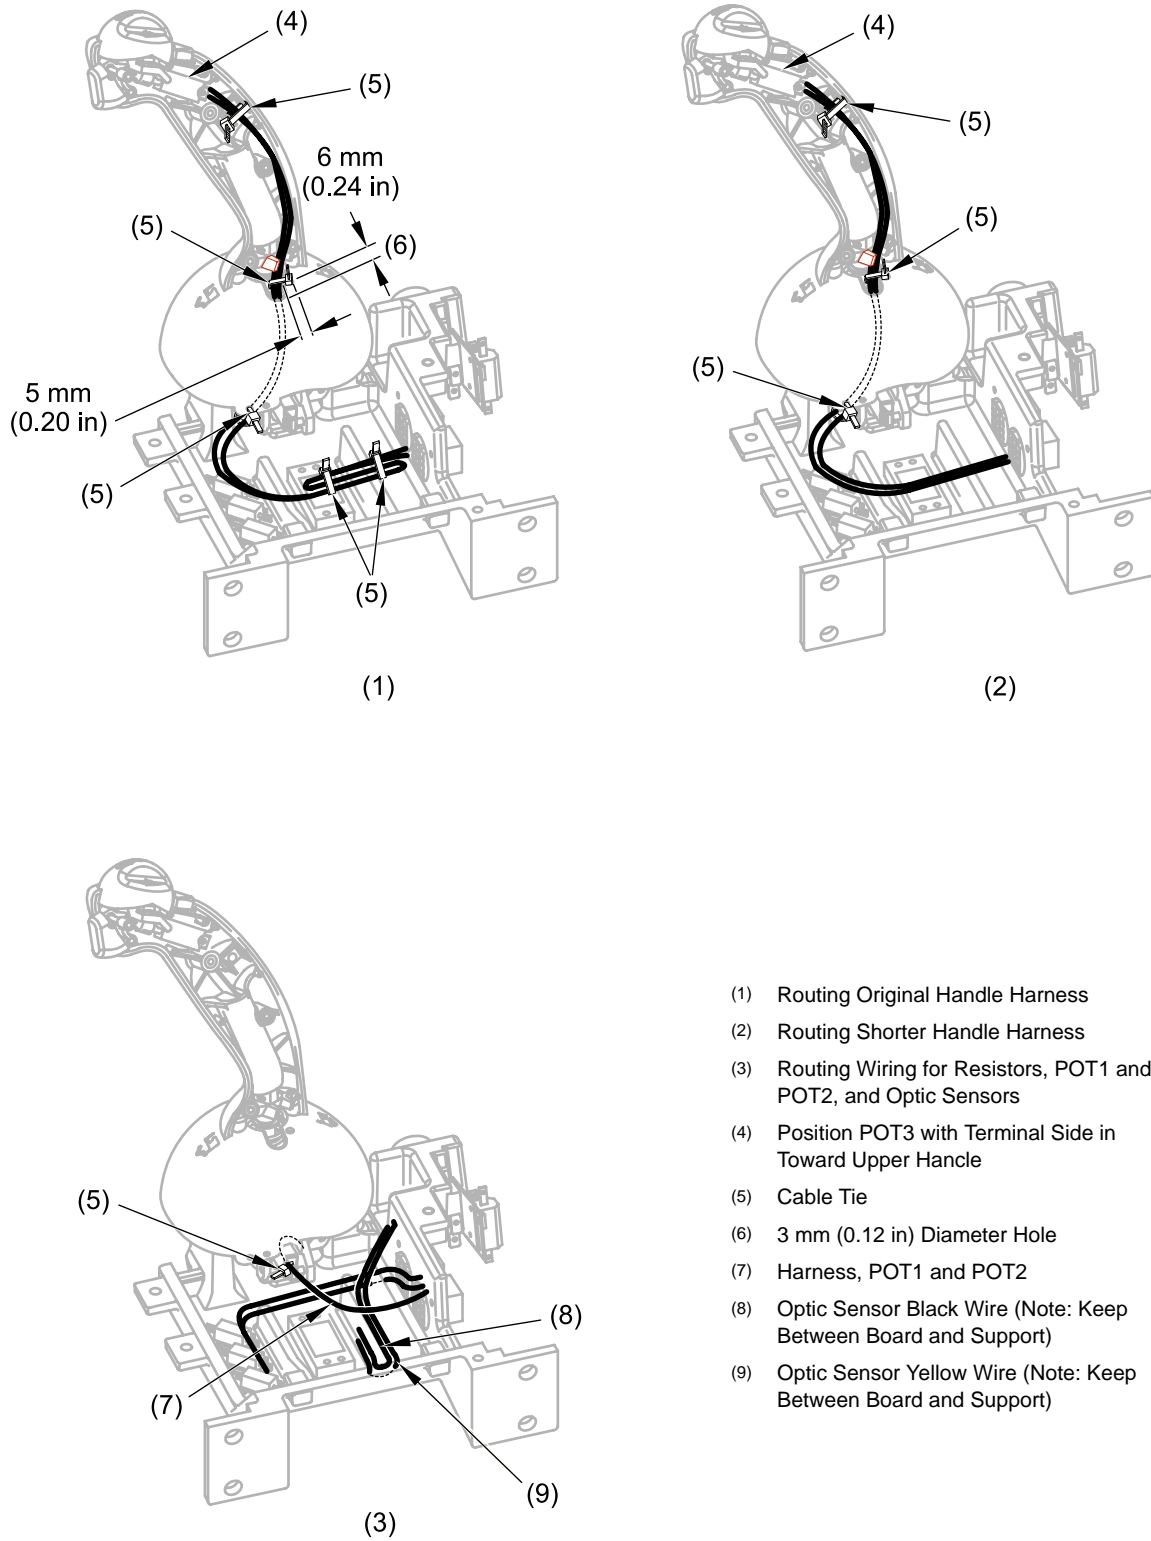 (4)
(5)
6 mm
(0.24 in)
(5)
(6)
5 mm
(0.20 in)
(5)
(5)
(1)
(4)
(5)
(5)
(5)
(2)
(5)
(8)
(7)
(9)
(3)
(1) Routing Original Handle Harness
(2) Routing Shorter Handle Harness
(3) Routing Wiring for Resistors, POT1 and
POT2, and Optic Sensors
(4) Position POT3 with Terminal Side in
Toward Upper Hancle
(5) Cable Tie
(6) 3 mm (0.12 in) Diameter Hole
(7) Harness, POT1 and POT2
(8) Optic Sensor Black Wire (Note: Keep
Between Board and Support)
(9) Optic Sensor Yellow Wire (Note: Keep
Between Board and Support)